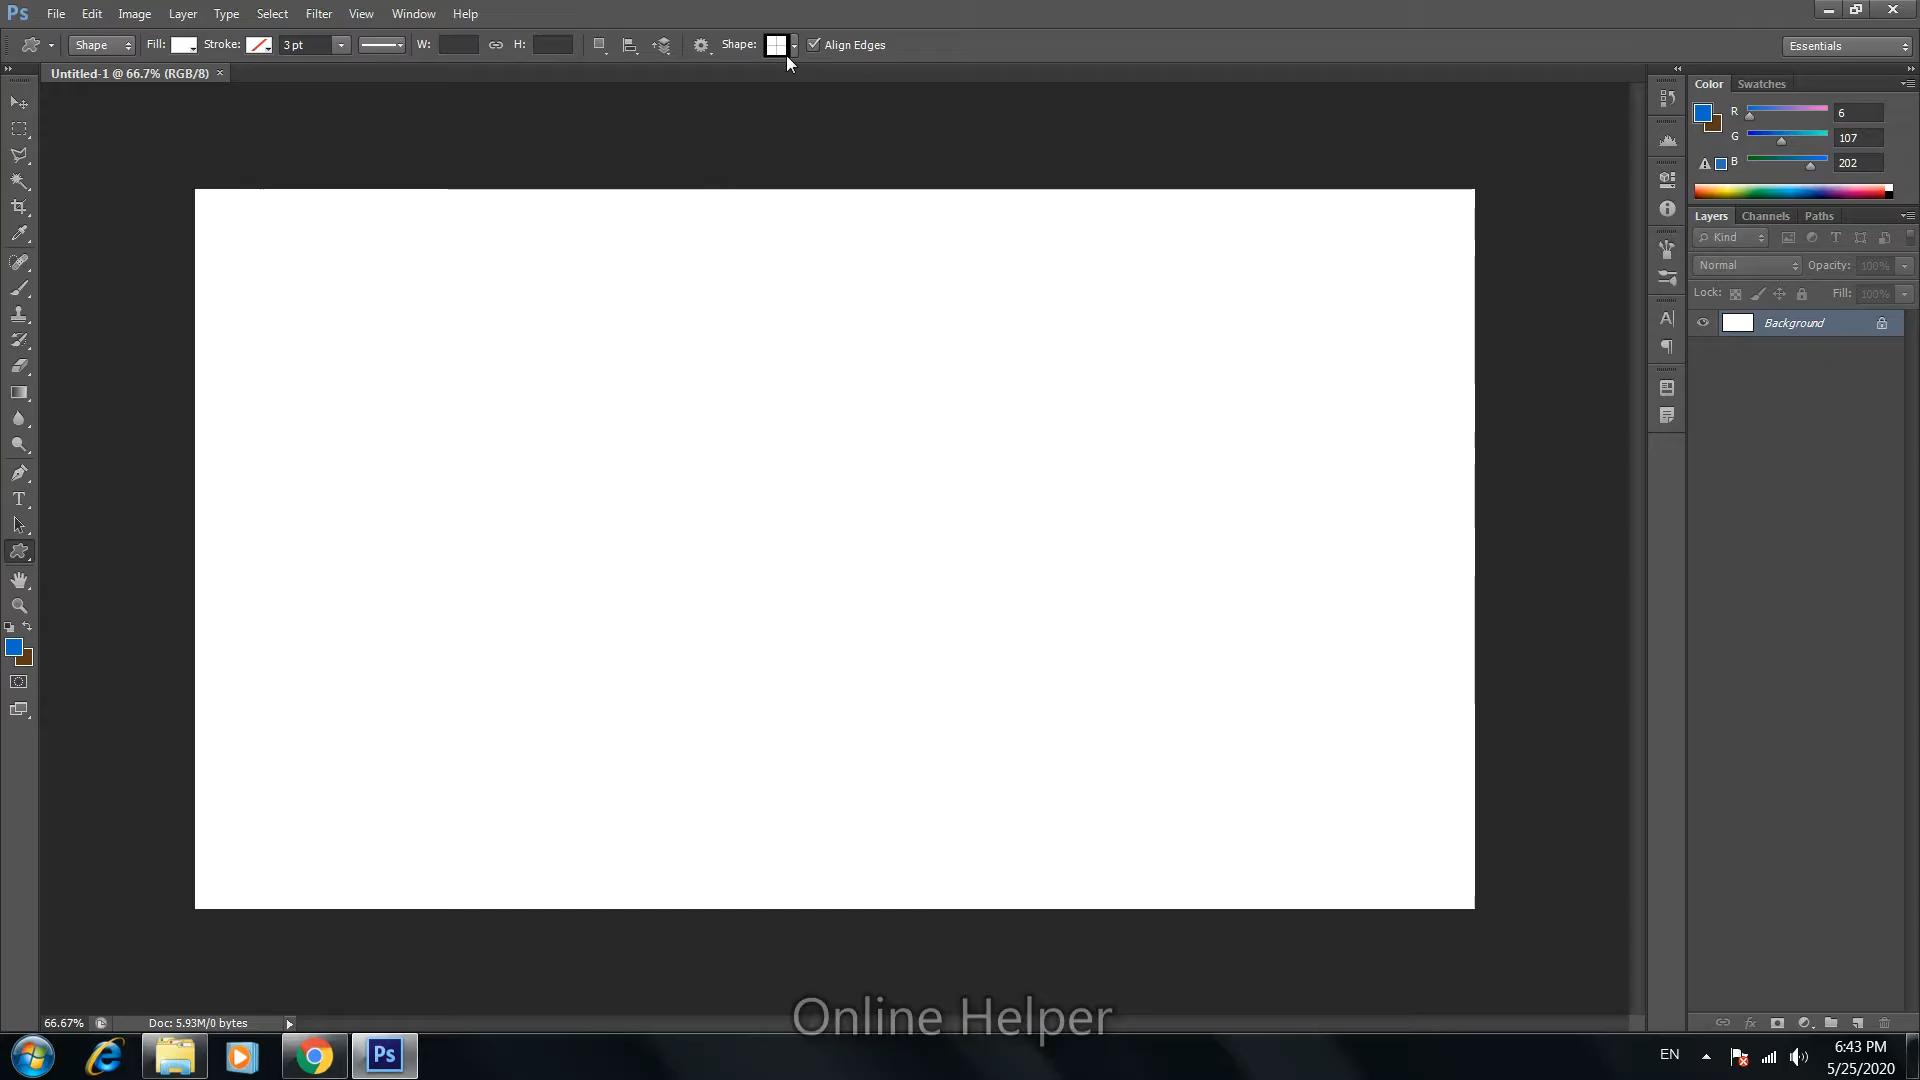 Ps File Edit Image Layer Type Select Filter View Window Help
Shape Fill: Stroke: 3 pt W: H: Shape: Align Edges Essentials
Untitled-1 @ 66.7% (RGB/8) ×
Color Swatches
R 6
G 107
B 202
Layers Channels Paths
Kind T
Normal Opacity: 100%
Lock: Fill: 100%
Background
A
T
fx
66.67% Doc: 5.93M/0 bytes
Online Helper
Ps
EN
6:43 PM
5/25/2020